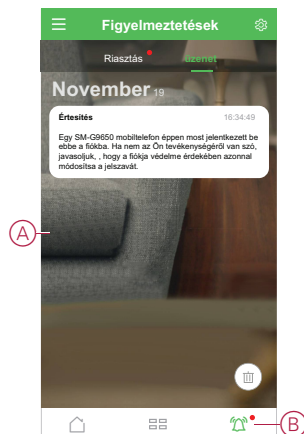 Figyelmeztetések
Riasztás üzenet
November 19
Értesítés 16:34:49
Egy SM-G9650 mobiltelefon éppen most jelentkezett be
ebbe a fiókba. Ha nem az Ön tevékenységéről van szó,
javasoljuk, , hogy a fiókja védelme érdekében azonnal
módosítsa a jelszavát.
A
B